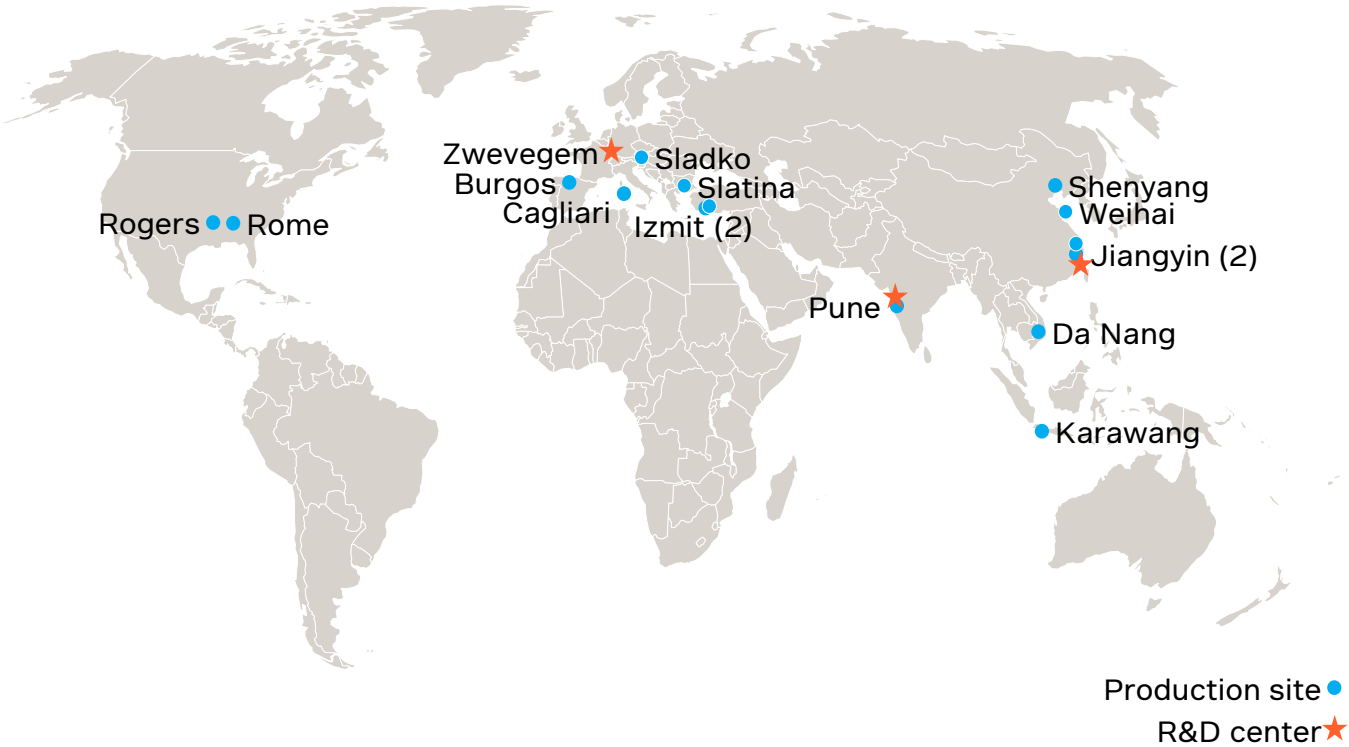 Zwevegem
Sladko
Burgos
Slatina
Cagliari
Izmit (2)
Rogers
Rome
Shenyang
Weihai
Jiangyin (2)
Pune
Da Nang
Karawang
Production site
R&D center